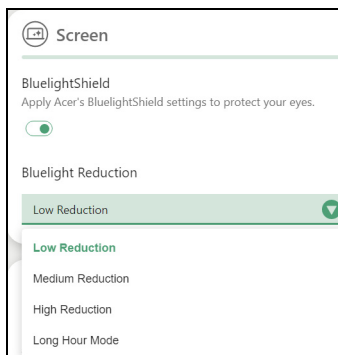 Screen
BluelightShield
Apply Acer's BluelightShield settings to protect your eyes.
Bluelight Reduction
Low Reduction
Low Reduction
Medium Reduction
High Reduction
Long Hour Mode